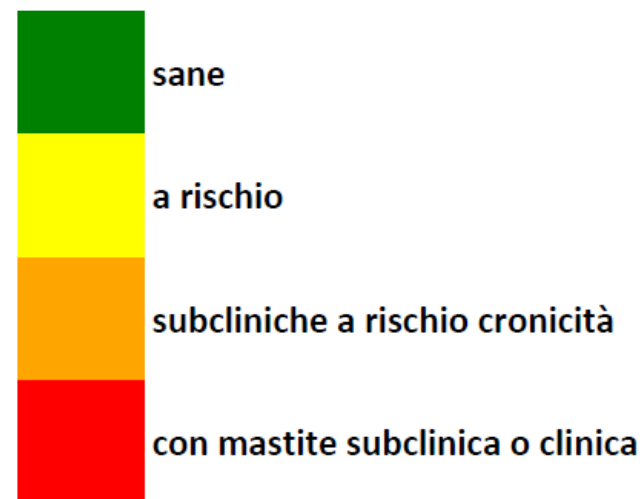 sane
a rischio
subcliniche a rischio cronicità
con mastite subclinica o clinica